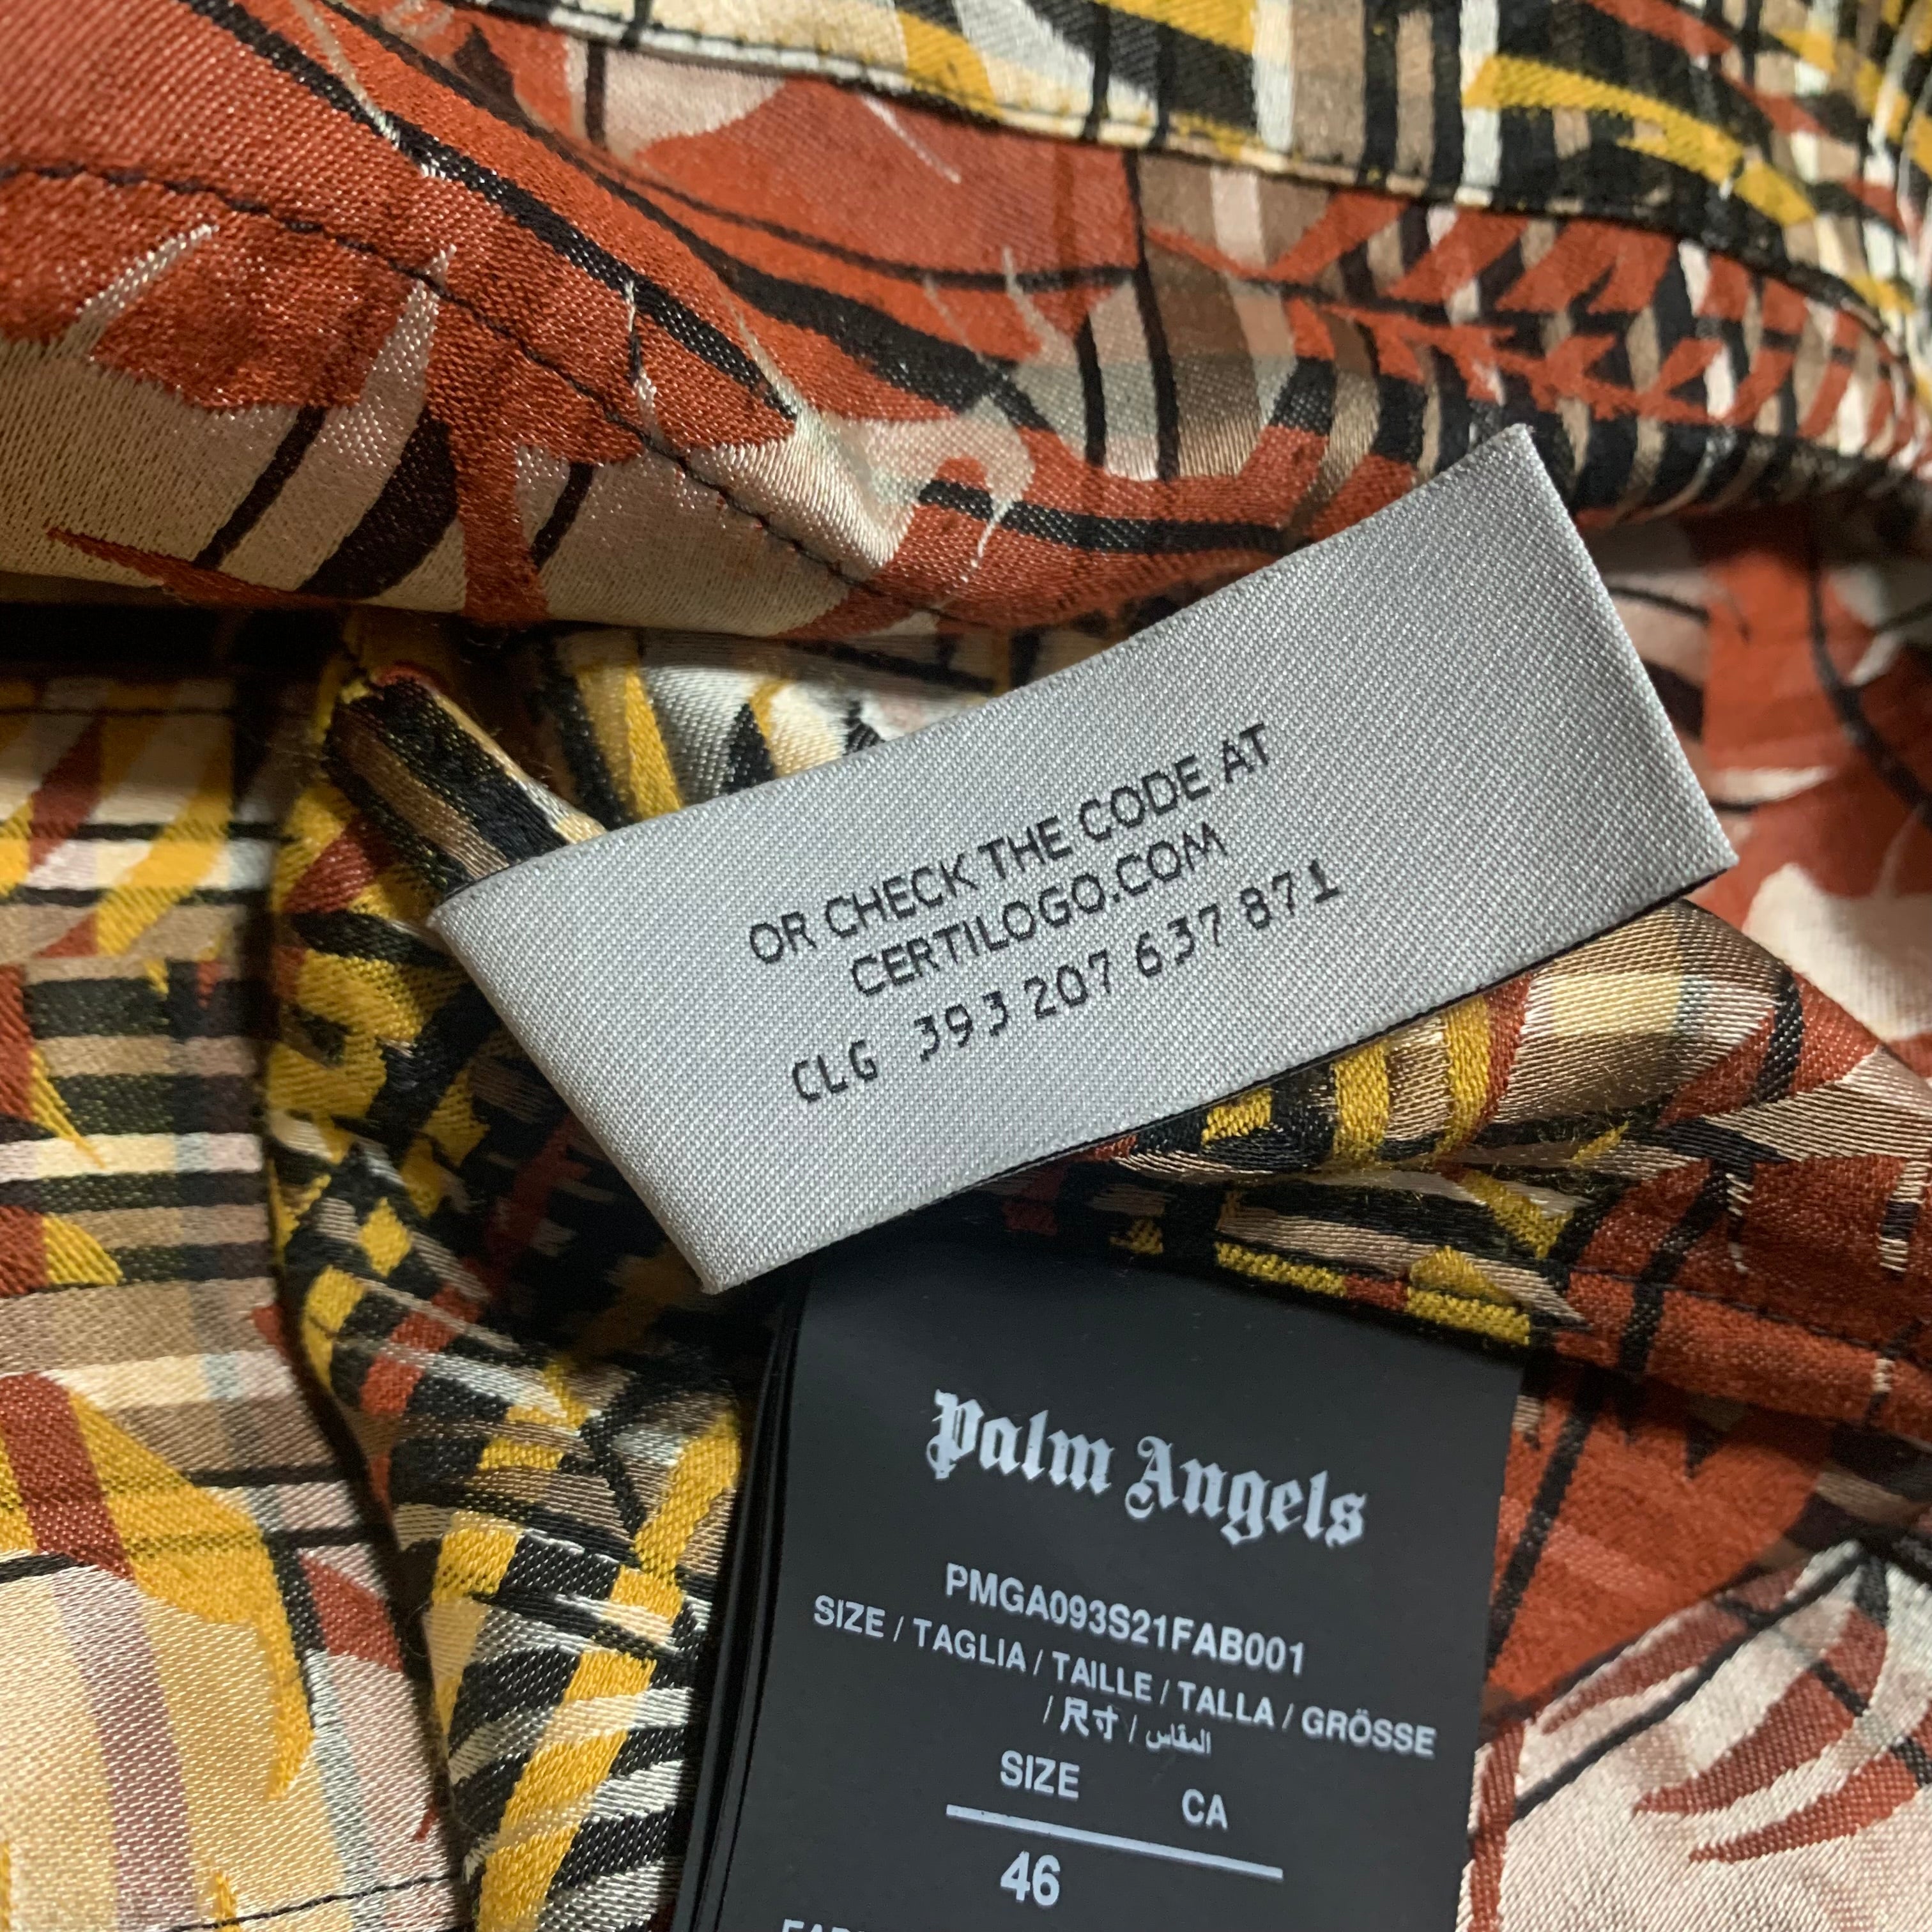 OR CHECK THE CODE AT
CERTILOGO.COM
CLG 393 207 637 871
Palm Angels
PMGA093S21FAB001
SIZE / TAGLIA / TAILLE / TALLA / GRÖSSE
/ 尺寸 / المقاس
SIZE CA
46